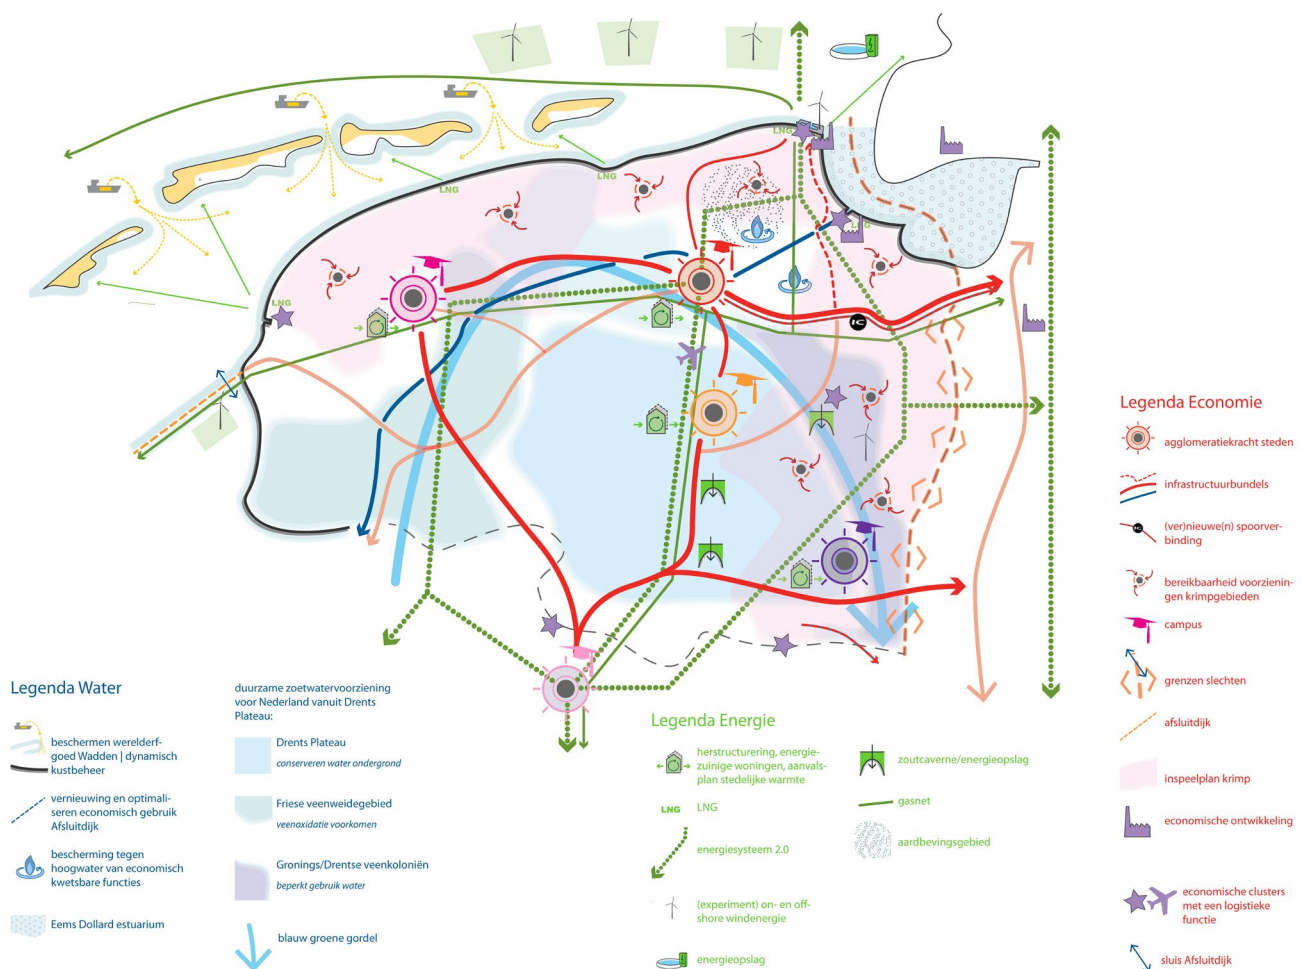 LNG
LNG
LNG
LNG
LNG
IC
Legenda Water
beschermen werelderf-
goed Wadden | dynamisch
kustbeheer
vernieuwing en optimali-
seren economisch gebruik
Afsluitdijk
bescherming tegen
hoogwater van economisch
kwetsbare functies
Eems Dollard estuarium
duurzame zoetwatervoorziening
voor Nederland vanuit Drents
Plateau:
Drents Plateau
conserveren water ondergrond
Friese veenweidegebied
veenoxidatie voorkomen
Gronings/Drentse veenkoloniën
beperkt gebruik water
blauw groene gordel
Legenda Energie
herstructurering, energie-
zuinige woningen, aanvals-
plan stedelijke warmte
LNG
LNG
energiesysteem 2.0
(experiment) on- en off-
shore windenergie
energieopslag
zoutcaverne/energieopslag
gasnet
aardbevingsgebied
Legenda Economie
agglomeratiekracht steden
infrastructuurbundels
IC
(ver)nieuwe(n) spoorver-
binding
bereikbaarheid voorzienin-
gen krimpgebieden
campus
grenzen slechten
afsluitdijk
inspeelplan krimp
economische ontwikkeling
economische clusters
met een logistieke
functie
sluis Afsluitdijk